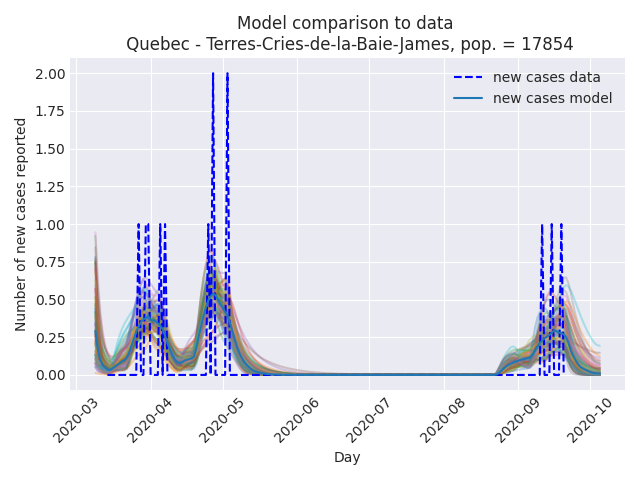 Model comparison to data
Quebec - Terres-Cries-de-la-Baie-James, pop. = 17854
new cases data
new cases model
Number of new cases reported
2.00
1.75
1.50
1.25
1.00
0.75
0.50
0.25
0.00
2020-03
2020-04
2020-05
2020-06
2020-07
2020-08
2020-09
2020-10
Day